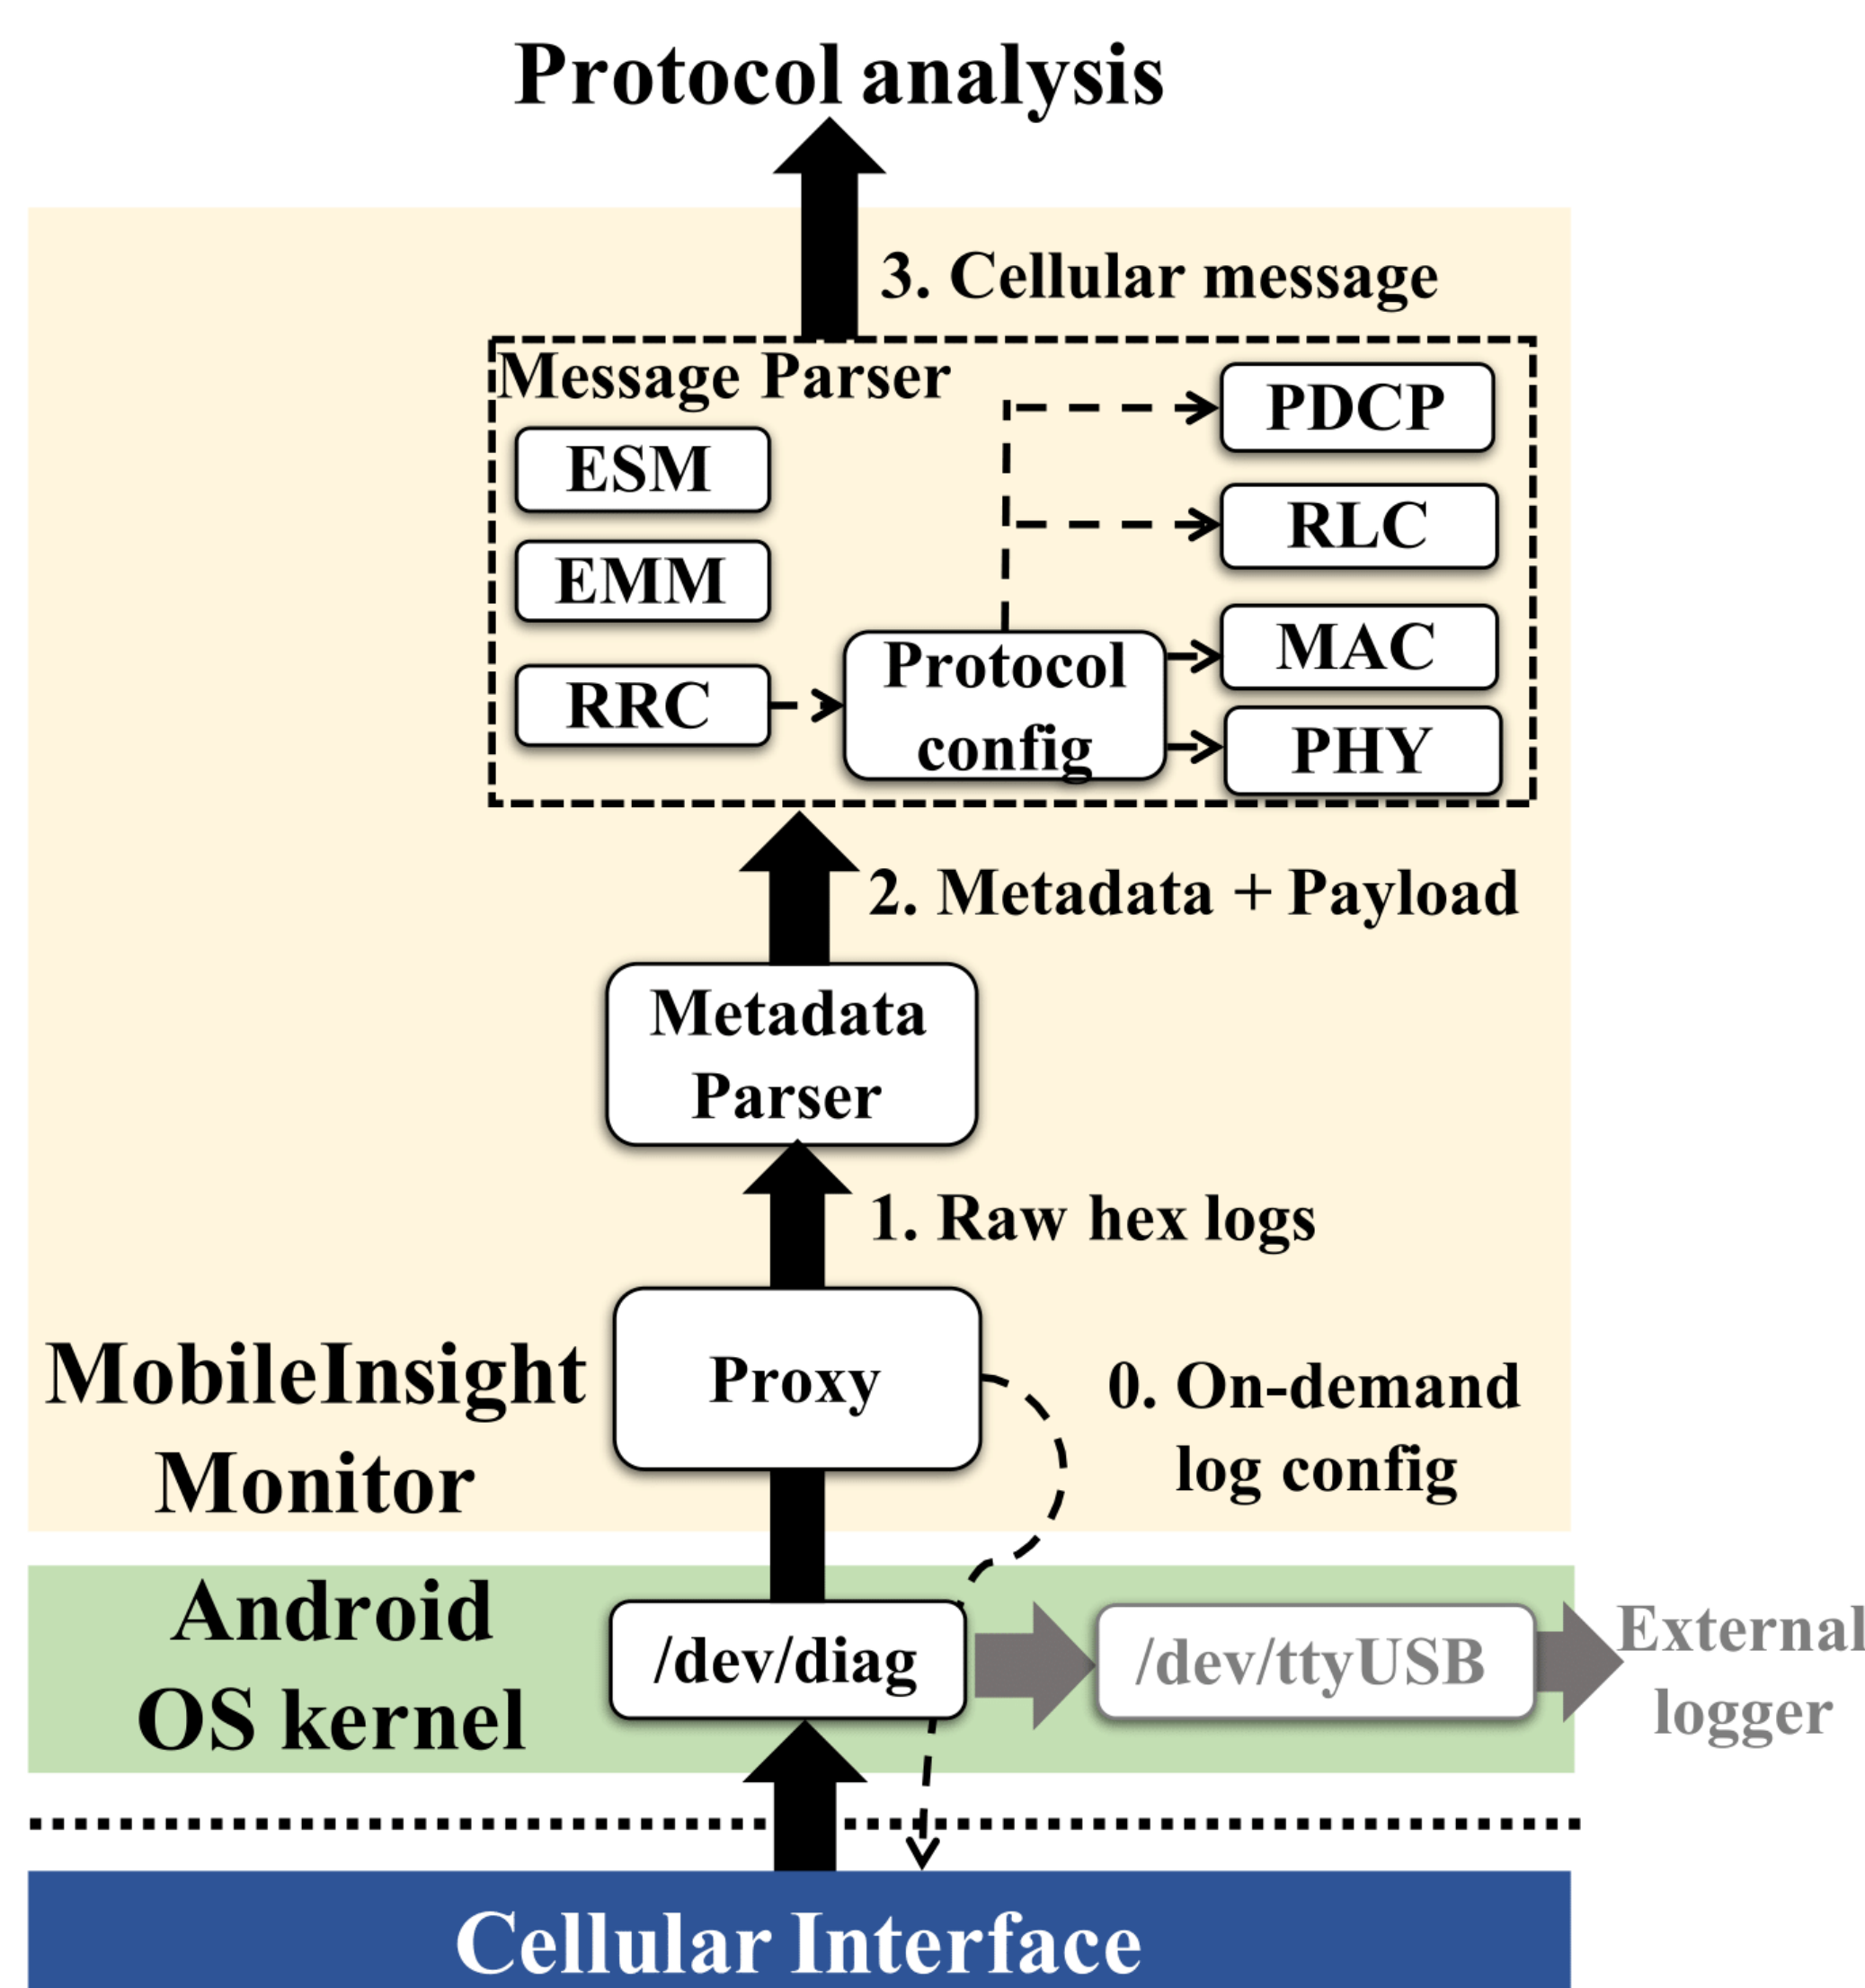 Protocol analysis
3. Cellular message
Message Parser
ESM
EMM
RRC
Protocol
config
PDCP
RLC
MAC
PHY
2. Metadata + Payload
Metadata
Parser
1. Raw hex logs
MobileInsight
Monitor
Proxy
0. On-demand
log config
Android
OS kernel
/dev/diag
/dev/ttyUSB
External
logger
Cellular Interface